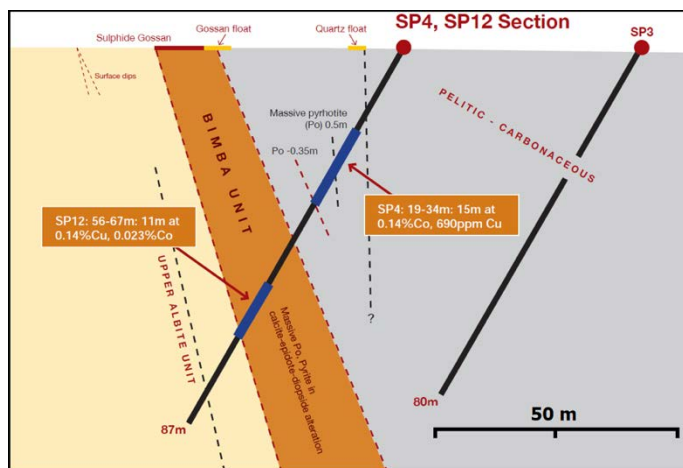 SP4, SP12 Section
Gossan float
Quartz float
SP3
Sulphide Gossan
Surface dips
Massive pyrhotite
(Po) 0.5m
Po -0.35m
PELITIC - CARBONACEOUS
BIMBA UNIT
SP12: 56-67m: 11m at
0.14%Cu, 0.023%Co
SP4: 19-34m: 15m at
0.14%Co, 690ppm Cu
UPPER ALBITE UNIT
Massive Po, Pyrite in
calcite-epidote-diopside alteration
?
80m
87m
50 m